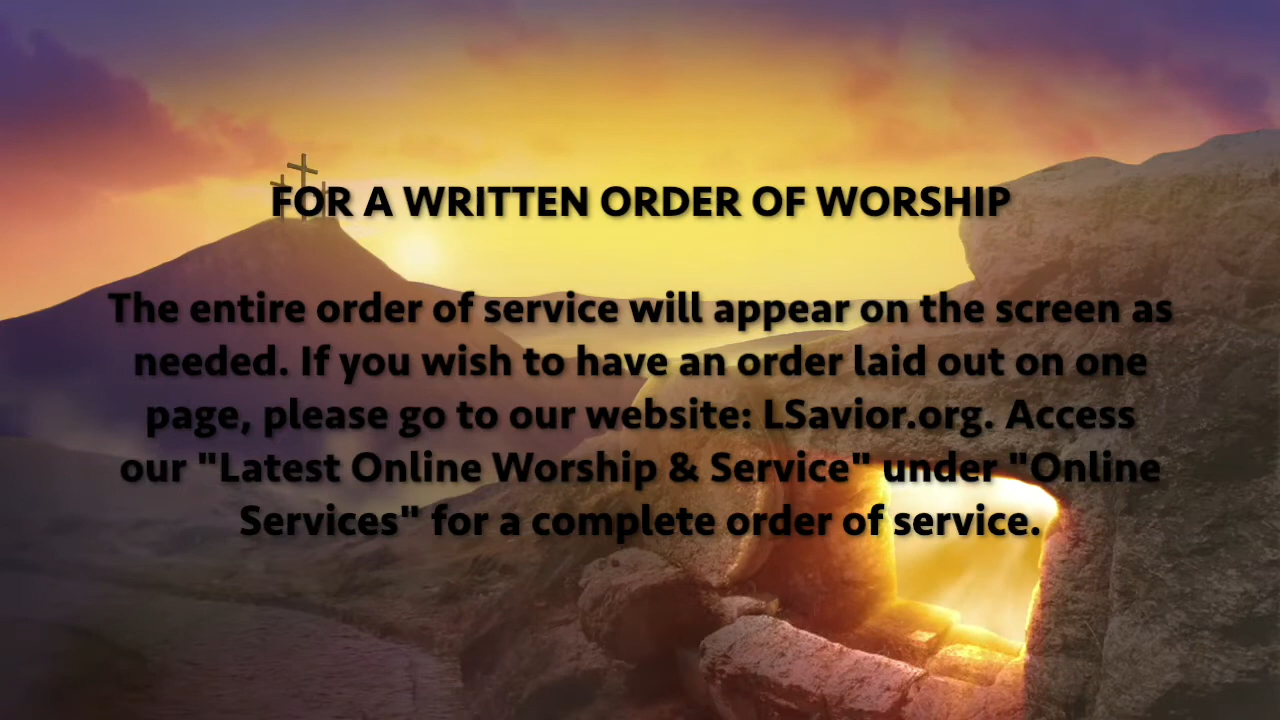 FOR A WRITTEN ORDER OF WORSHIP
The entire order of service will appear on the screen as
needed. If you wish to have an order laid out on one
page, please go to our website: LSavior.org. Access
our "Latest Online Worship & Service" under "Online
Services" for a complete order of service.